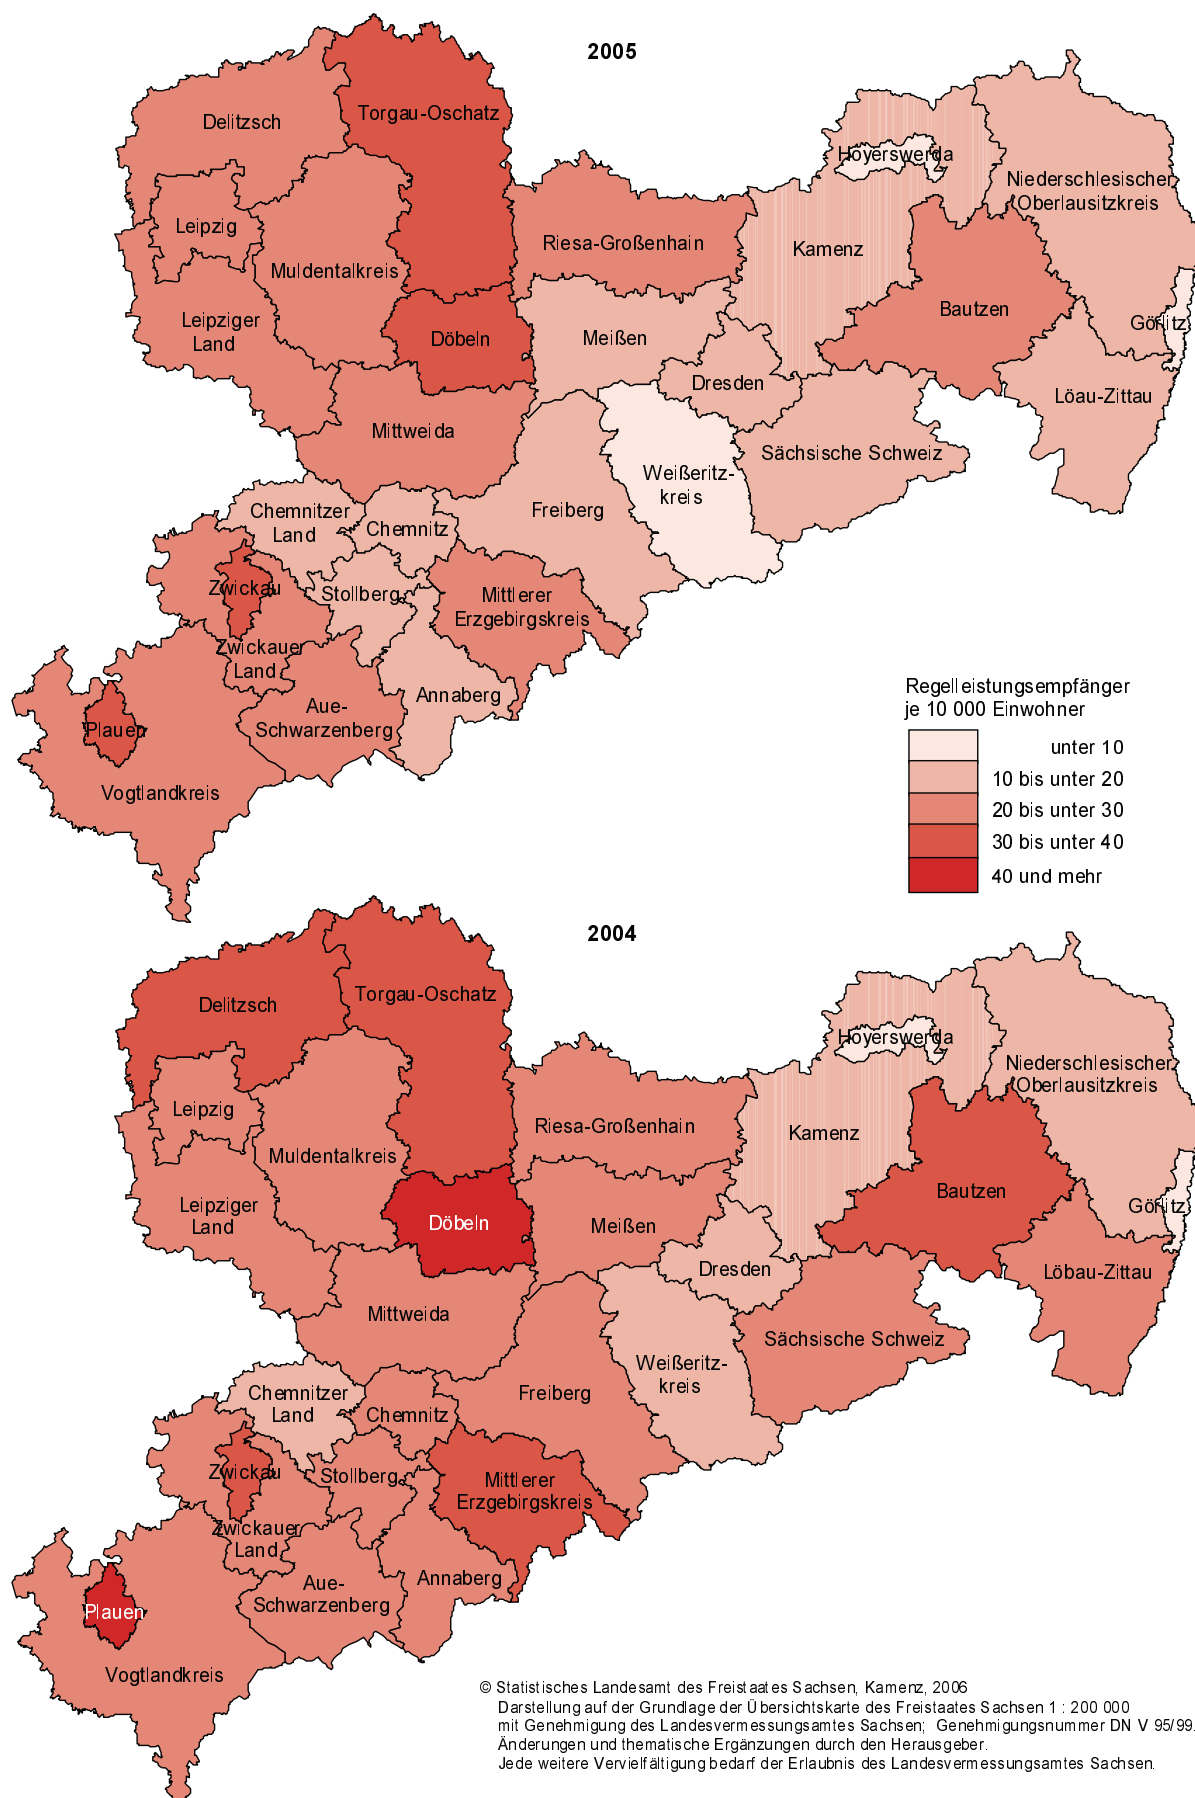 2005
Torgau-Oschatz
Delitzsch
Hoyerswerda
Niederschlesischer
Oberlausitzkreis
Leipzig
Riesa-Großenhain
Kamenz
Muldentalkreis
Bautzen
Leipziger
Land
Görlitz
Döbeln
Meißen
Dresden
Löau-Zittau
Mittweida
Sächsische Schweiz
Weißeritz-
kreis
Chemnitzer
Land
Freiberg
Chemnitz
Zwickau
Stollberg
Mittlerer
Erzgebirgskreis
Zwickauer
Land
Annaberg
Aue-
Schwarzenberg
Plauen
Vogtlandkreis
Regelleistungsempfänger
je 10 000 Einwohner
unter 10
10 bis unter 20
20 bis unter 30
30 bis unter 40
40 und mehr
2004
Torgau-Oschatz
Delitzsch
Hoyerswerda
Niederschlesischer
Oberlausitzkreis
Leipzig
Riesa-Großenhain
Kamenz
Muldentalkreis
Bautzen
Leipziger
Land
Görlitz
Döbeln
Meißen
Dresden
Löbau-Zittau
Mittweida
Sächsische Schweiz
Weißeritz-
kreis
Chemnitzer
Land
Freiberg
Chemnitz
Zwickau
Stollberg
Mittlerer
Erzgebirgskreis
Zwickauer
Land
Annaberg
Aue-
Schwarzenberg
Plauen
Vogtlandkreis
© Statistisches Landesamt des Freistaates Sachsen, Kamenz, 2006
Darstellung auf der Grundlage der Übersichtskarte des Freistaates Sachsen 1 : 200 000
mit Genehmigung des Landesvermessungsamtes Sachsen; Genehmigungsnummer DN V 95/99.
Änderungen und thematische Ergänzungen durch den Herausgeber.
Jede weitere Vervielfältigung bedarf der Erlaubnis des Landesvermessungsamtes Sachsen.